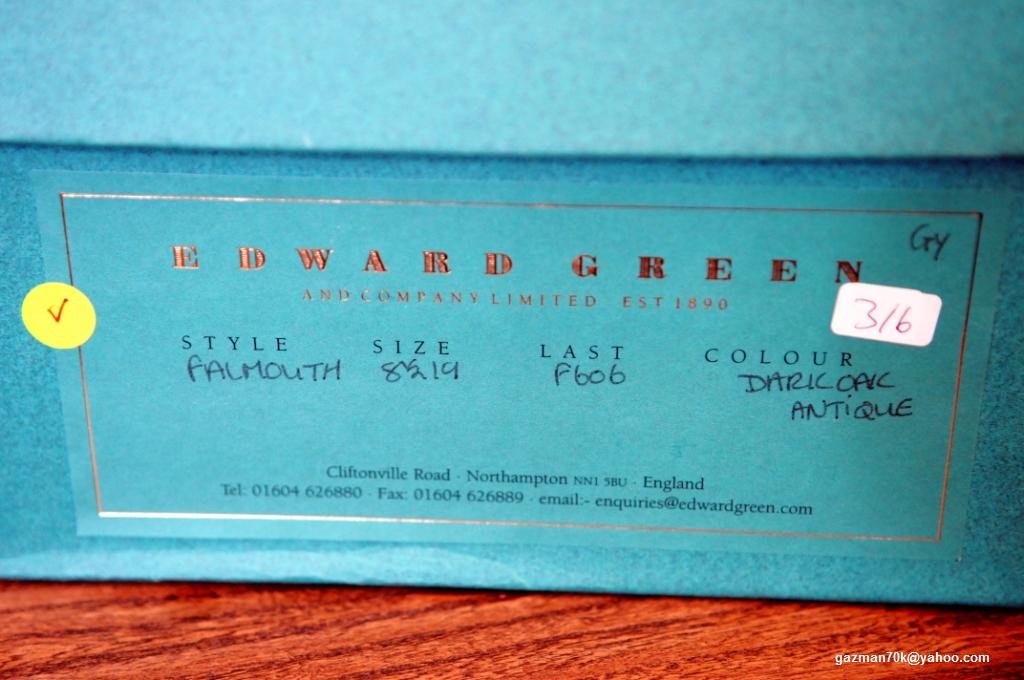 GY
EDWARD GREEN
AND COMPANY LIMITED EST 1890
✓
3/6
STYLE SIZE LAST COLOUR
FALMOUTH 8½ 19 F606 DARK OAK
ANTIQUE
Cliftonville Road · Northampton NN1 5BU · England
Tel: 01604 626880 · Fax: 01604 626889 · email:- enquiries@edwardgreen.com
gazman70k@yahoo.com